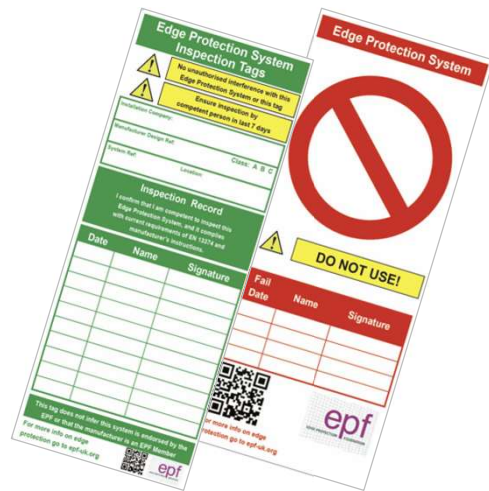 Edge Protection System
Inspection Tags
No unauthorised interference with this
Edge Protection System or this tag
Ensure inspection by
competent person in last 7 days
Installation Company:
Manufacturer Design Ref:
Class: A B C
System Ref:
Location:
Inspection Record
I confirm that I am competent to inspect this
Edge Protection System, and it complies
with current requirements of EN 13374 and
manufacturer's instructions.
Date Name Signature
This tag does not infer this system is endorsed by the
EPF or that the manufacturer is an EPF Member
For more info on edge
protection go to epf-uk.org
epf
Edge Protection System
DO NOT USE!
Fail
Date Name Signature
or more info on edge
rotection go to epf-uk.org
epf